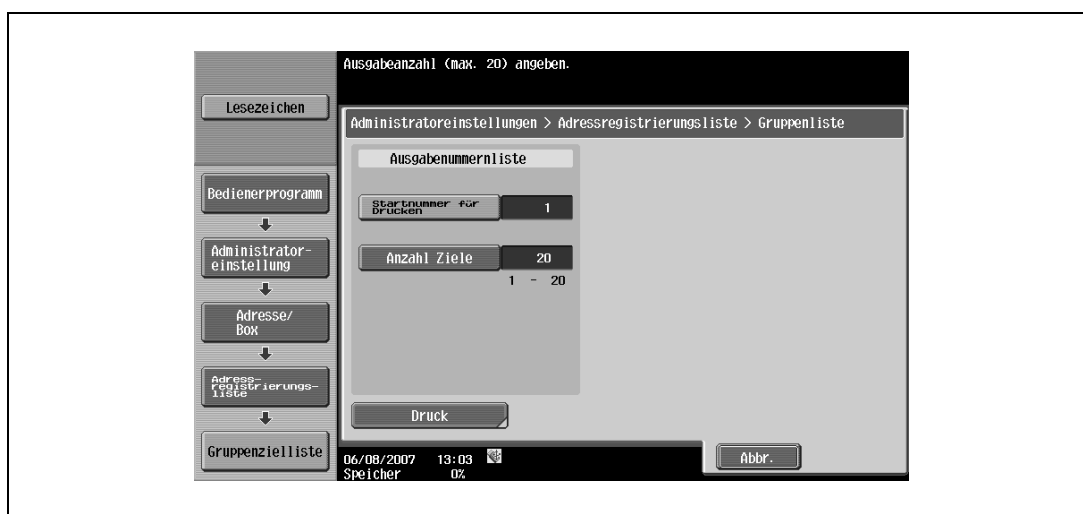 Ausgabeanzahl (max. 20) angeben.
Lesezeichen
Administratoreinstellungen > Adressregistrierungsliste > Gruppenliste
Ausgabenummernliste
Bedienerprogramm
Startnummer für
Drucken
1
Administrator-
einstellung
Anzahl Ziele
20
1 - 20
Adresse/
Box
Adress-
registrierungs-
liste
Druck
Gruppenzielliste
06/08/2007 13:03
Speicher 0%
Abbr.